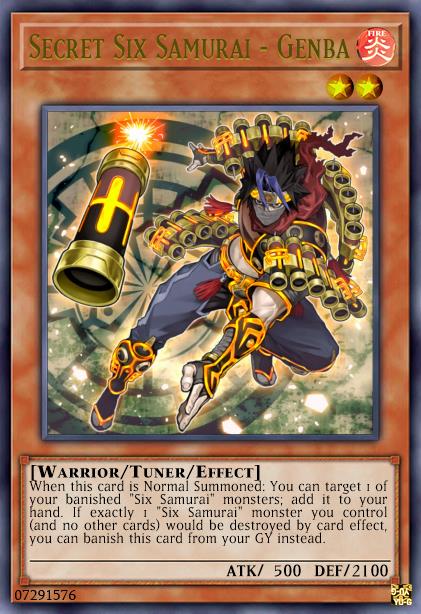 Secret Six Samurai - Genba
FIRE
炎
[Warrior/Tuner/Effect]
When this card is Normal Summoned: You can target 1 of
your banished "Six Samurai" monsters; add it to your
hand. If exactly 1 "Six Samurai" monster you control
(and no other cards) would be destroyed by card effect,
you can banish this card from your GY instead.
ATK/ 500 DEF/2100
07291576